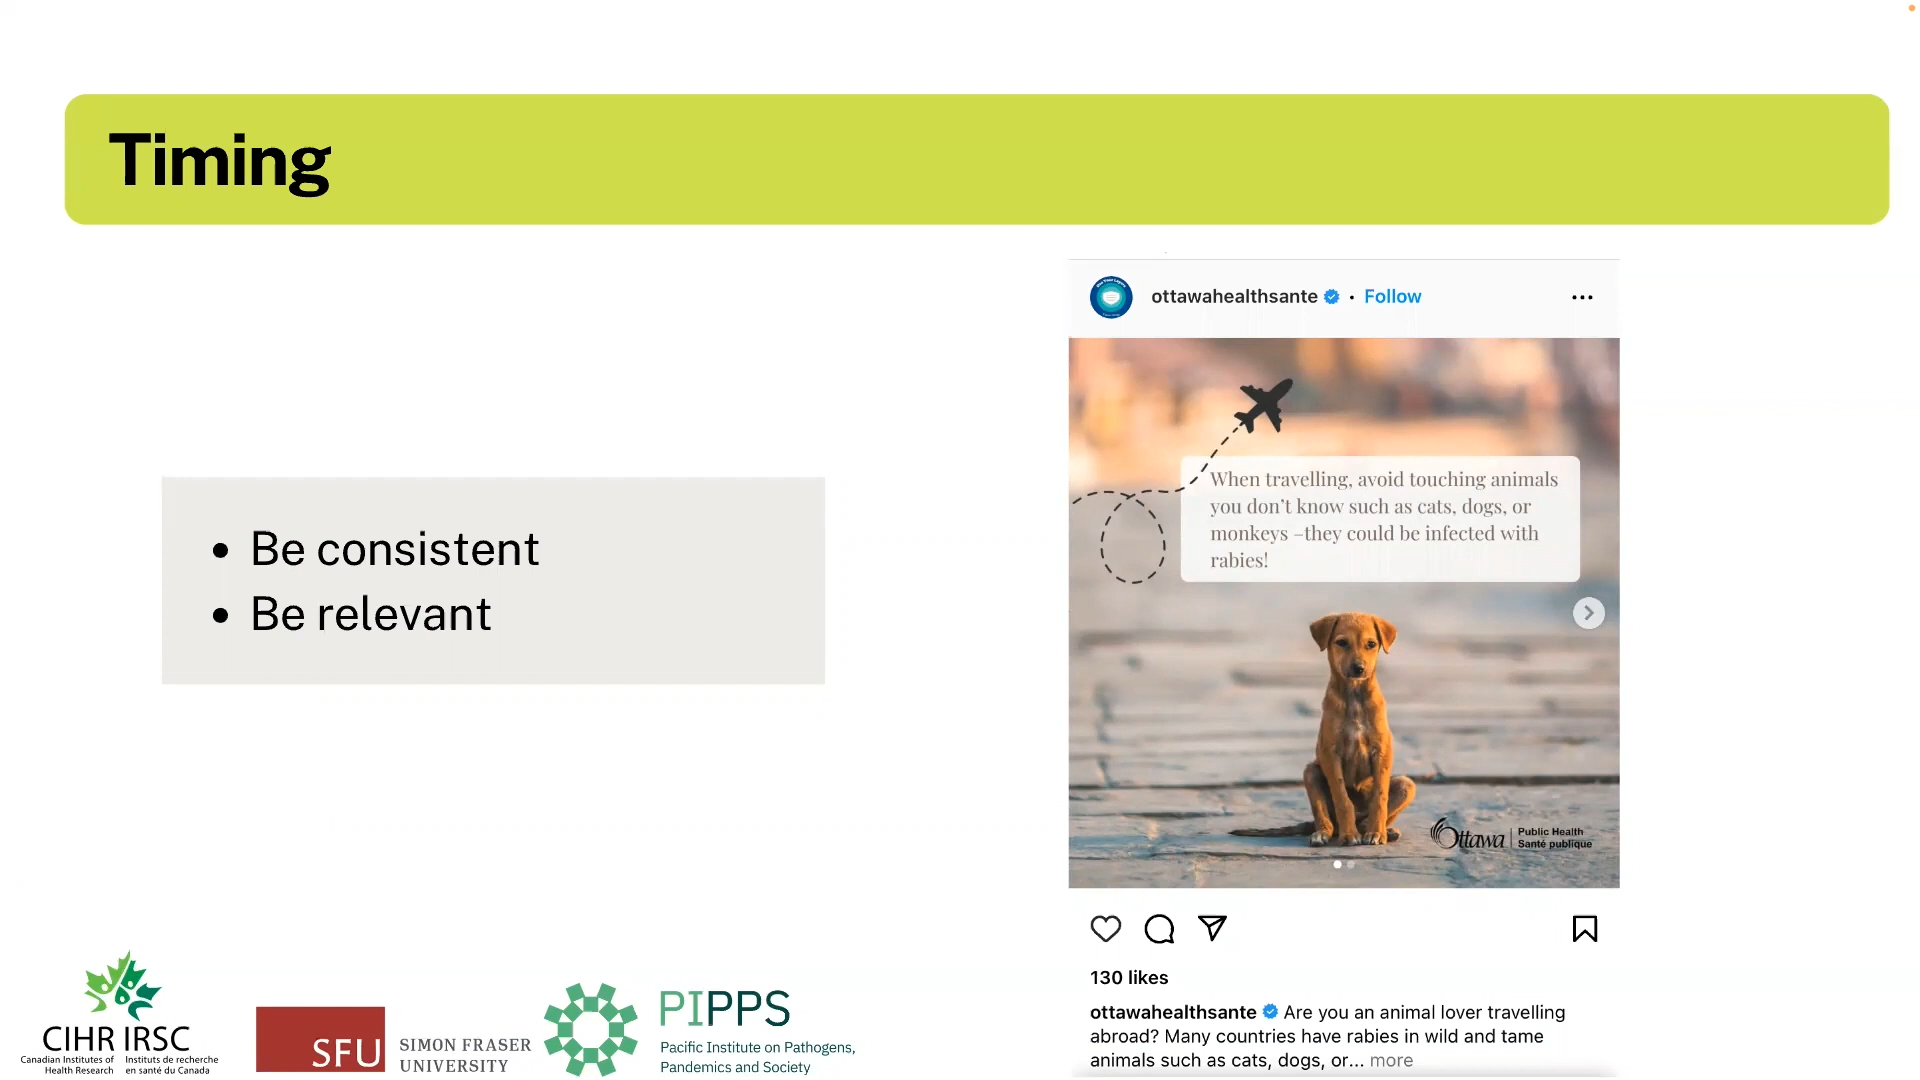 Timing
Be consistent
Be relevant
ottawahealthsante • Follow
When travelling, avoid touching animals
you don't know such as cats, dogs, or
monkeys –they could be infected with
rabies!
Ottawa
Public Health
Santé publique
130 likes
ottawahealthsante Are you an animal lover travelling
abroad? Many countries have rabies in wild and tame
animals such as cats, dogs, or... more
CIHR IRSC
Canadian Institutes of
Health Research
Instituts de recherche
en santé du Canada
SFU
SIMON FRASER
UNIVERSITY
PIPPS
Pacific Institute on Pathogens,
Pandemics and Society